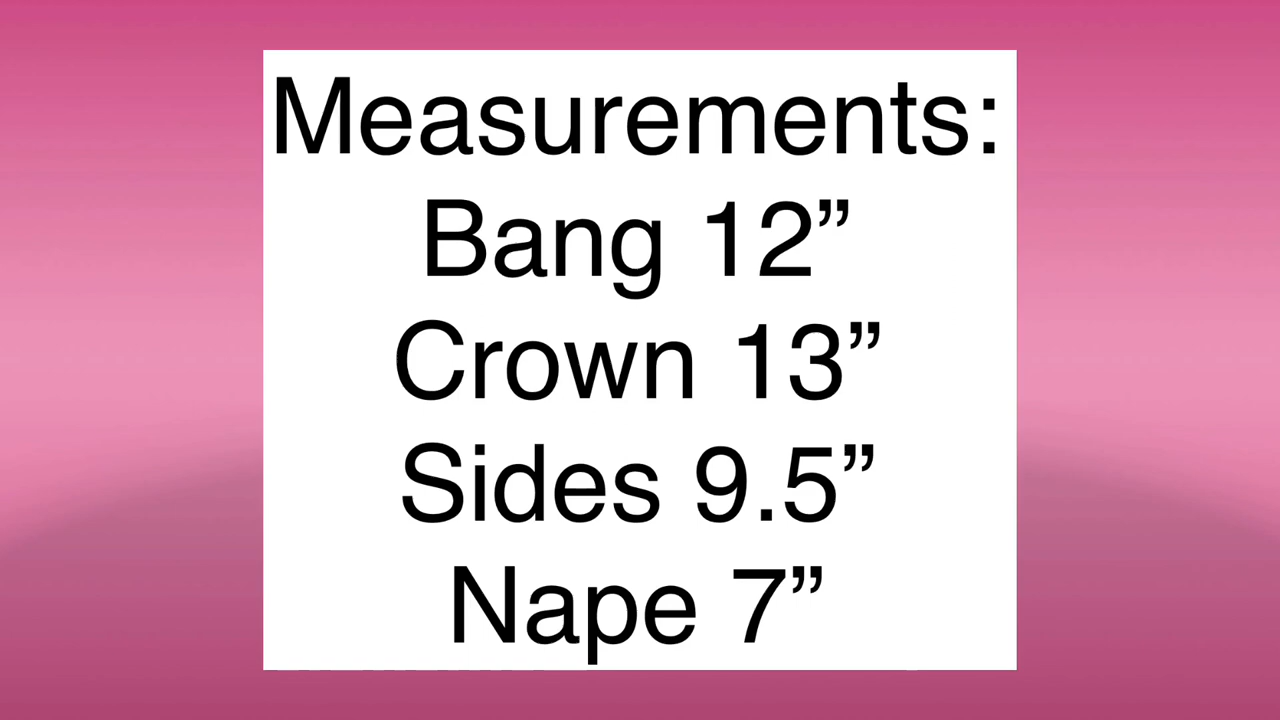 Measurements:
Bang 12”
Crown 13”
Sides 9.5”
Nape 7”